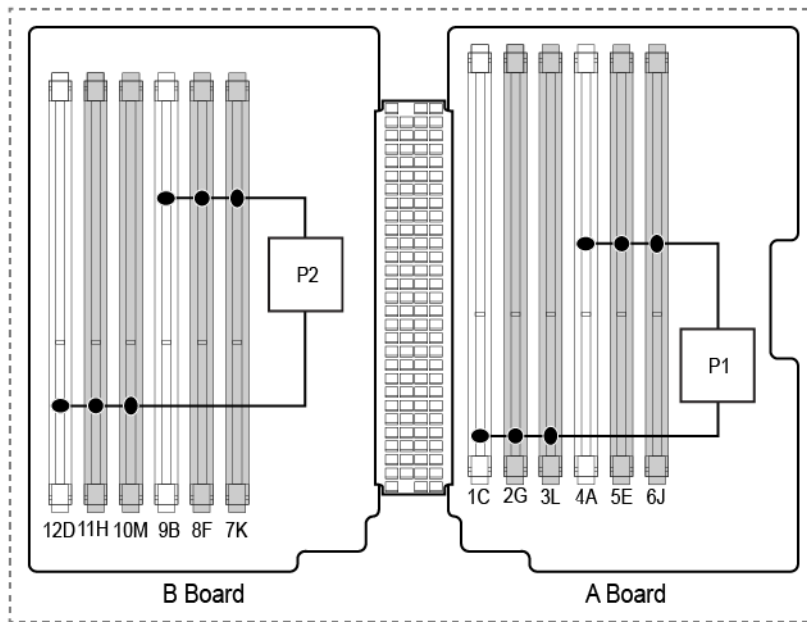 P2
P1
12D 11H 10M 9B 8F 7K
1C 2G 3L 4A 5E 6J
B Board
A Board